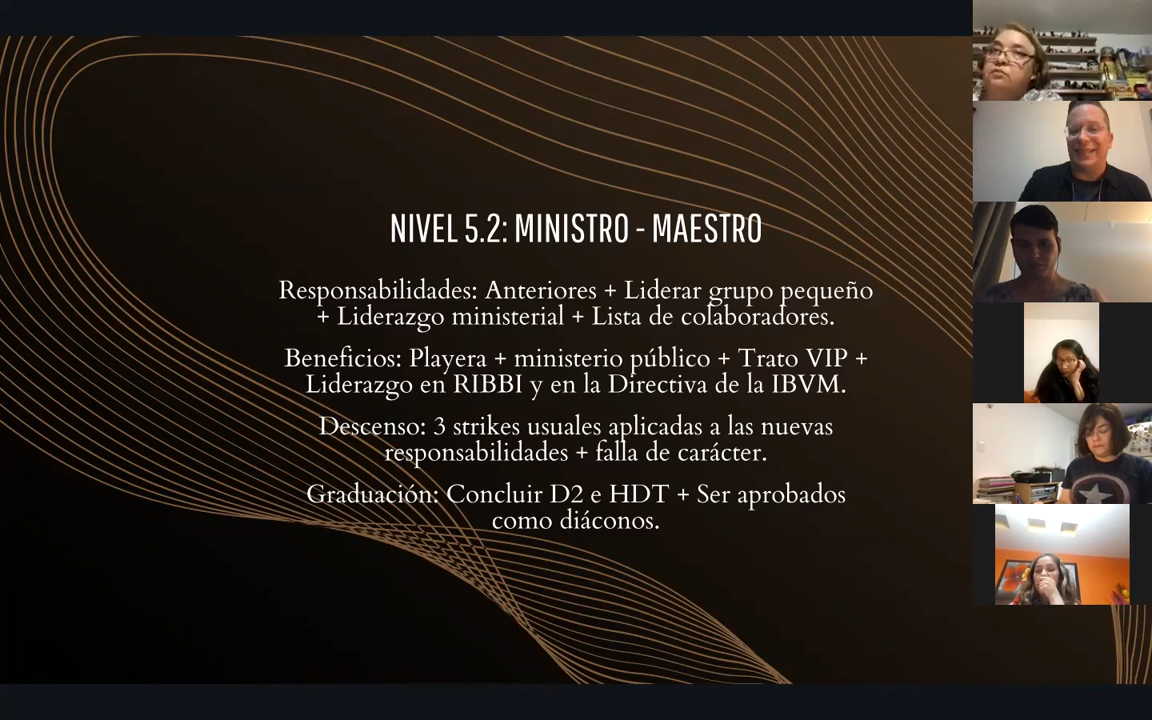 NIVEL 5.2: MINISTRO - MAESTRO
Responsabilidades: Anteriores + Liderar grupo pequeño
+ Liderazgo ministerial + Lista de colaboradores.
Beneficios: Playera + ministerio público + Trato VIP +
Liderazgo en RIBBI y en la Directiva de la IBVM.
Descenso: 3 strikes usuales aplicadas a las nuevas
responsabilidades + falla de carácter.
Graduación: Concluir D2 e HDT + Ser aprobados
como diáconos.